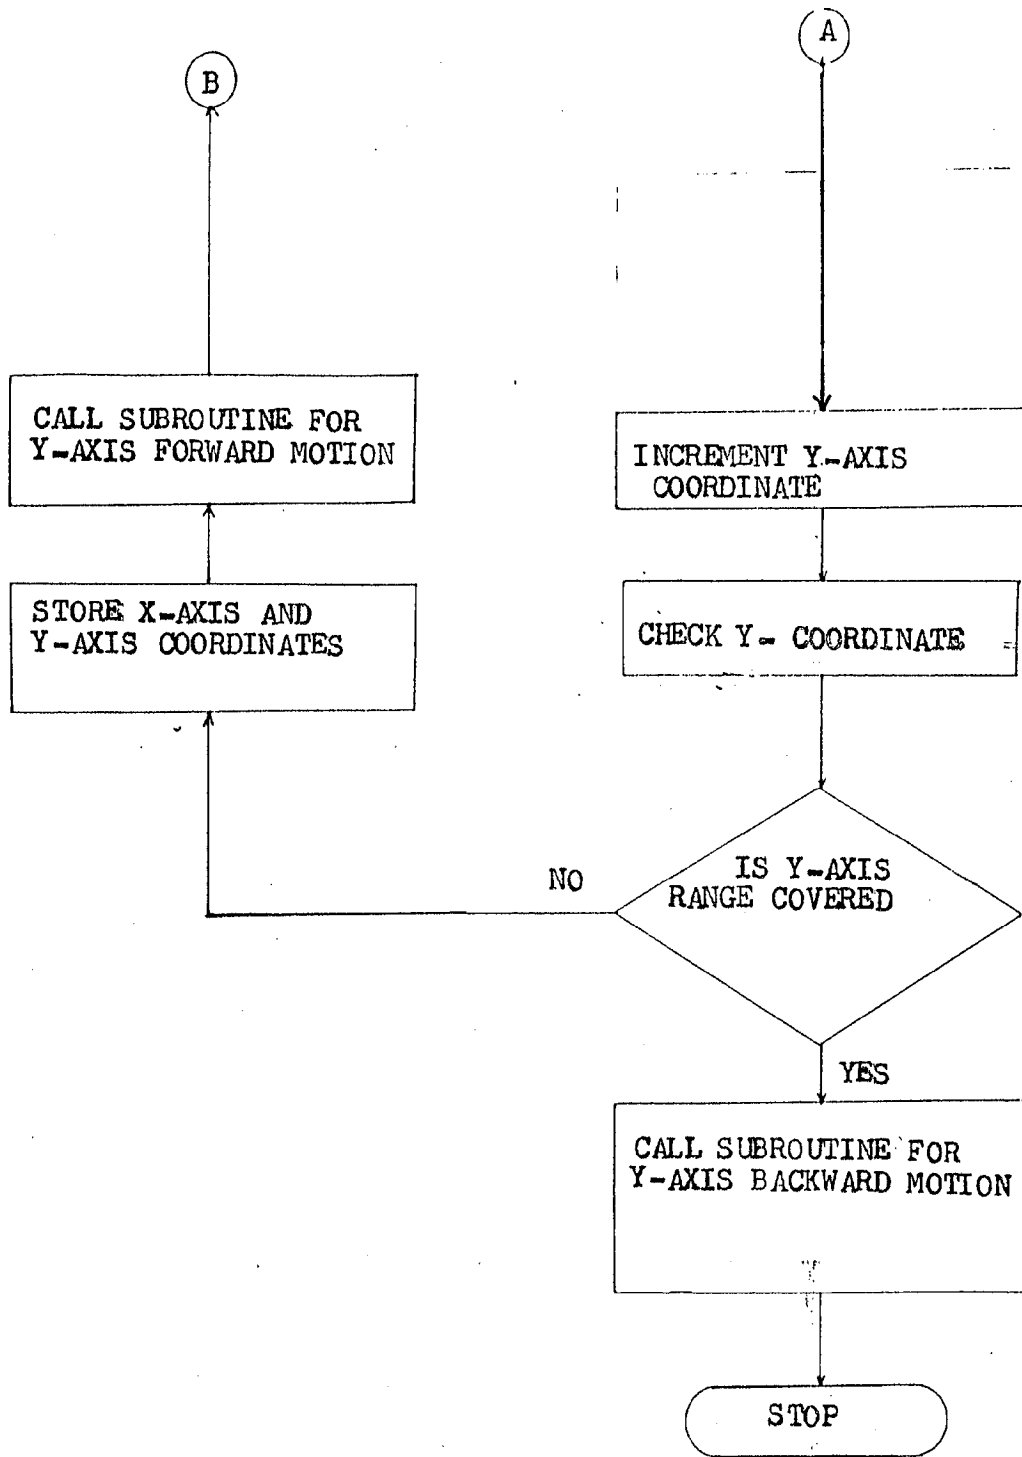 A
B
CALL SUBROUTINE FOR
Y-AXIS FORWARD MOTION
INCREMENT Y-AXIS
COORDINATE
STORE X-AXIS AND
Y-AXIS COORDINATES
CHECK Y- COORDINATE
IS Y-AXIS
RANGE COVERED
NO
YES
CALL SUBROUTINE FOR
Y-AXIS BACKWARD MOTION
STOP